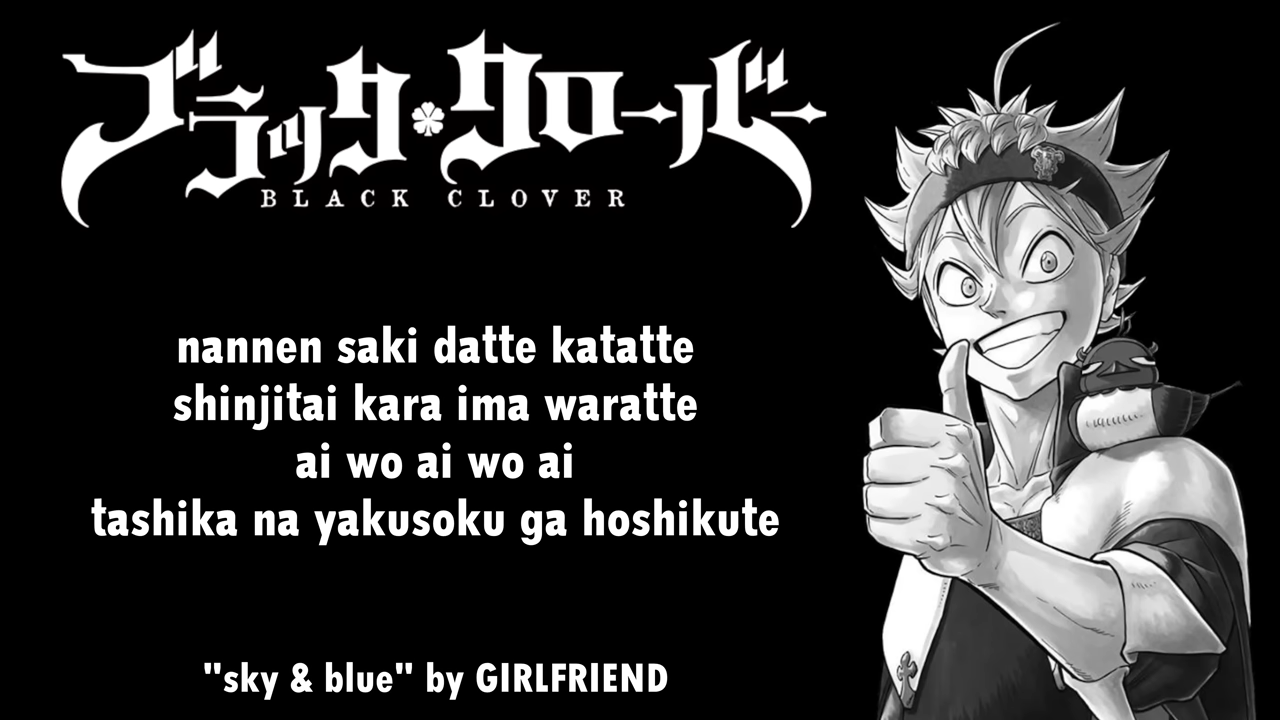 ブラッククローバー
BLACK CLOVER
nannen saki datte katatte
shinjitai kara ima waratte
ai wo ai wo ai
tashika na yakusoku ga hoshikute
"sky & blue" by GIRLFRIEND